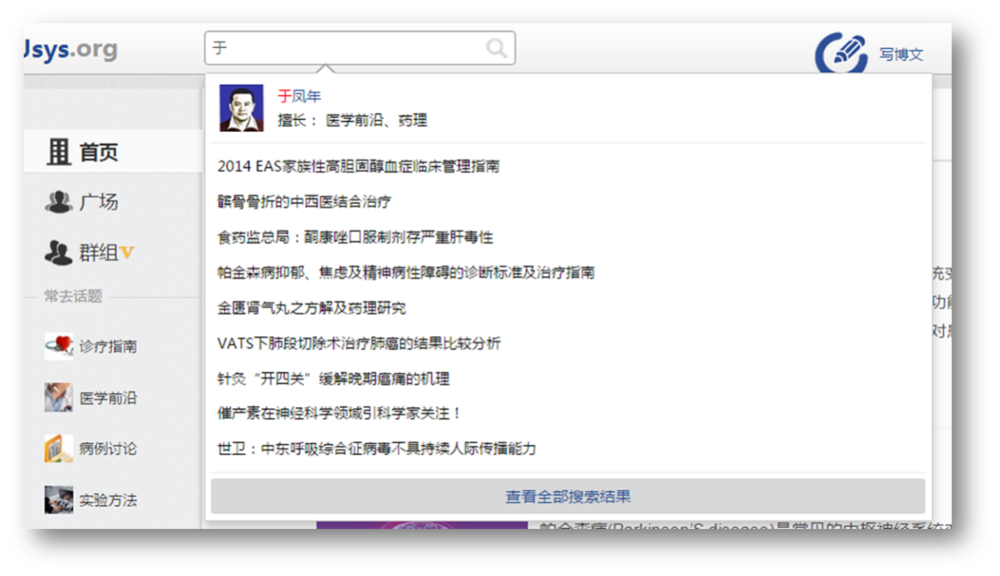 Usys.org
于
写博文
于凤年
擅长： 医学前沿、药理
首页
广场
群组V
常去话题
诊疗指南
医学前沿
病例讨论
实验方法
2014 EAS家族性高胆固醇血症临床管理指南
髌骨骨折的中西医结合治疗
食药监总局：酮康唑口服制剂存严重肝毒性
帕金森病抑郁、焦虑及精神病性障碍的诊断标准及治疗指南
金匮肾气丸之方解及药理研究
VATS下肺段切除术治疗肺癌的结果比较分析
针灸“开四关”缓解晚期癌痛的机理
催产素在神经科学领域引科学家关注！
世卫：中东呼吸综合征病毒不具持续人际传播能力
查看全部搜索结果
功能
帕金森病(Parkinson'S disease)是常见的中枢神经系统